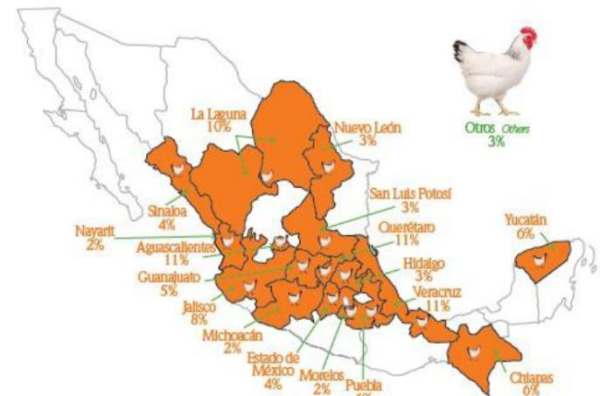 La Laguna
10%
Nuevo León
3%
Otros Others
3%
Sinaloa
4%
San Luis Potosí
3%
Nayarit
2%
Aguascalientes
11%
Querétaro
11%
Yucatán
6%
Guanajuato
5%
Hidalgo
3%
Jalisco
8%
Veracruz
11%
Michoacán
2%
Estado de
México
4%
Morelos
2%
Puebla
Chiapas
6%